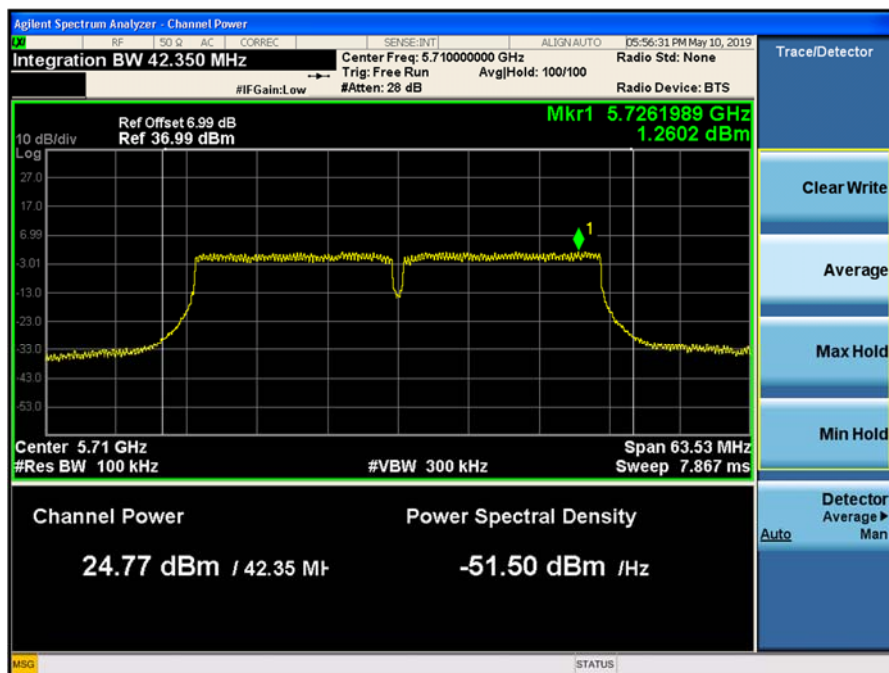 Agilent Spectrum Analyzer - Channel Power
LXI RF 50 Ω AC CORREC SENSE:INT ALIGN AUTO 05:56:31 PM May 10, 2019
Integration BW 42.350 MHz
Center Freq: 5.710000000 GHz
Radio Std: None
Trig: Free Run
Avg|Hold: 100/100
#IFGain:Low
#Atten: 28 dB
Radio Device: BTS
Trace/Detector
Mkr1 5.7261989 GHz
1.2602 dBm
Ref Offset 6.99 dB
10 dB/div
Ref 36.99 dBm
Log
27.0
17.0
6.99
-3.01
-13.0
-23.0
-33.0
-43.0
-53.0
1
Center 5.71 GHz
Span 63.53 MHz
#Res BW 100 kHz
#VBW 300 kHz
Sweep 7.867 ms
Channel Power
Power Spectral Density
24.77 dBm / 42.35 MH
-51.50 dBm /Hz
Clear Write
Average
Max Hold
Min Hold
Detector
Average▶
Auto Man
MSG
STATUS